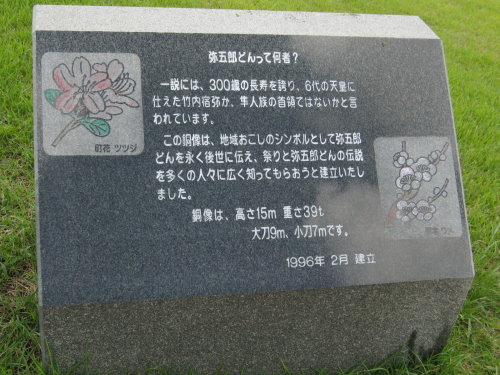 弥五郎どんって何者?
一説には、300歳の長寿を誇り、6代の天皇に
仕えた竹内宿弥か、隼人族の首領ではないかと言
われています。
この銅像は、地域おこしのシンボルとして弥五郎
どんを永く後世に伝え、祭りと弥五郎どんの伝説
を多くの人々に広く知ってもらおうと建立いたし
ました。
銅像は、高さ15m 重さ39t
大刀9m、小刀7mです。
1996年 2月 建立
町花 ツツジ
町木 ウメ